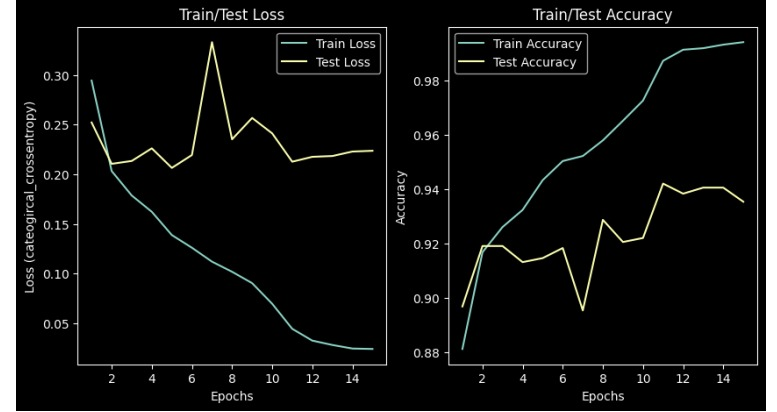 Train/Test Loss
Train Loss
Test Loss
0.30
0.25
0.20
0.15
0.10
0.05
Loss (cateogircal_crossentropy)
2 4 6 8 10 12 14
Epochs
Train/Test Accuracy
Train Accuracy
Test Accuracy
0.98
0.96
0.94
0.92
0.90
0.88
Accuracy
2 4 6 8 10 12 14
Epochs